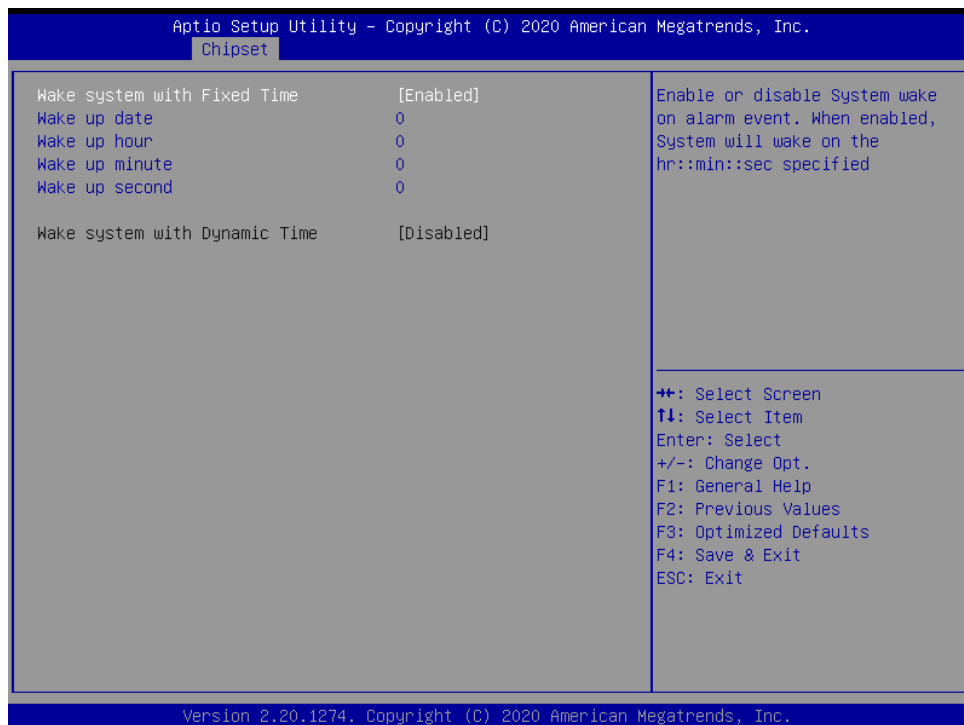 Aptio Setup Utility – Copyright (C) 2020 American Megatrends, Inc.
Chipset
Wake system with Fixed Time [Enabled]
Wake up date 0
Wake up hour 0
Wake up minute 0
Wake up second 0
Wake system with Dynamic Time [Disabled]
Enable or disable System wake
on alarm event. When enabled,
System will wake on the
hr::min::sec specified
→←: Select Screen
↑↓: Select Item
Enter: Select
+/-: Change Opt.
F1: General Help
F2: Previous Values
F3: Optimized Defaults
F4: Save & Exit
ESC: Exit
Version 2.20.1274. Copyright (C) 2020 American Megatrends, Inc.